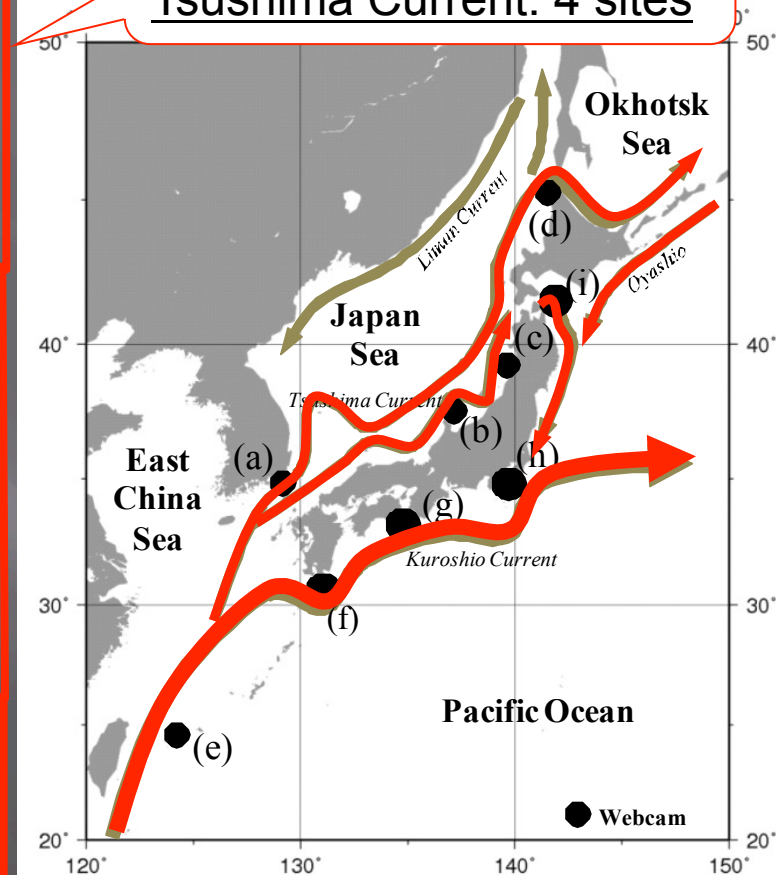 Tsushima Current: 4 sites
0°
50°
50°
Okhotsk
Sea
Liman Current
(d)
Oyashio
(i)
Japan
Sea
40°
(c)
40°
Tsushima Current
(b)
(a)
(h)
East
China
Sea
(g)
Kuroshio Current
30°
30°
(f)
Pacific Ocean
(e)
Webcam
20°
20°
120°
130°
140°
150°